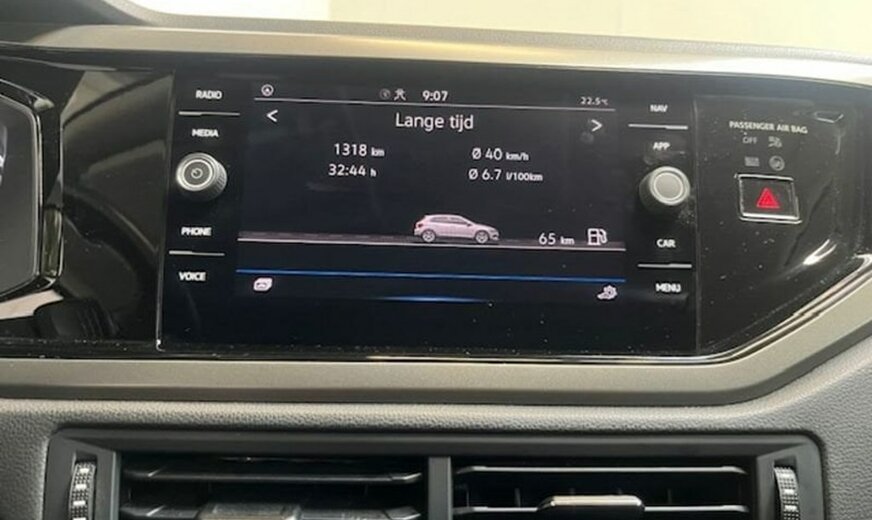 RADIO
MEDIA
PHONE
VOICE
9:07
22.5°C
< Lange tijd >
1318 km Ø 40 km/h
32:44 h Ø 6.7 l/100km
65 km
NAV
APP
CAR
MENU
PASSENGER AIR BAG
OFF